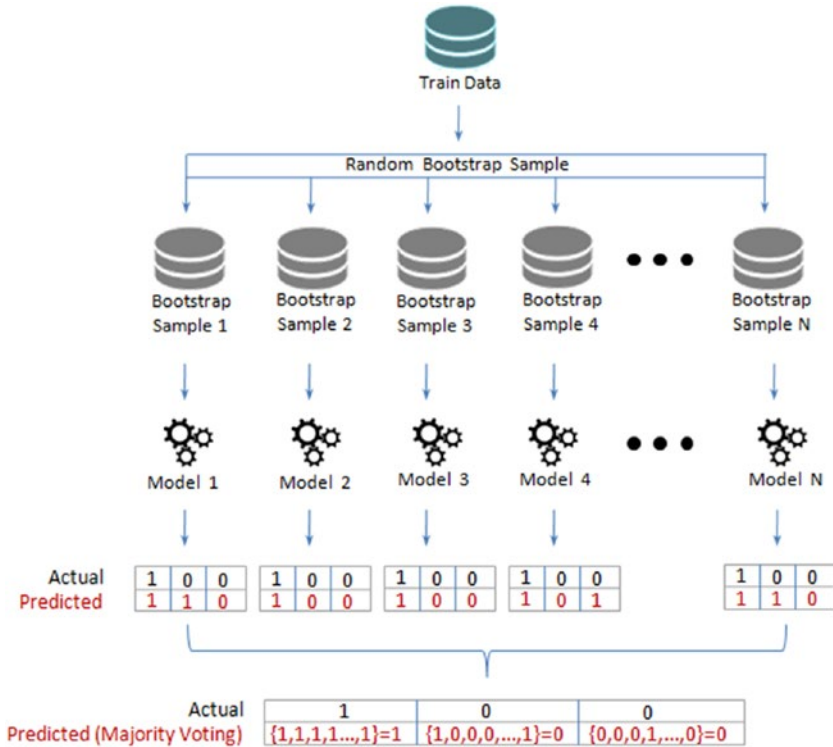 Train Data
Random Bootstrap Sample
Bootstrap Sample 1
Bootstrap Sample 2
Bootstrap Sample 3
Bootstrap Sample 4
Bootstrap Sample N
Model 1
Model 2
Model 3
Model 4
Model N
Actual 1 0 0 1 0 0 1 0 0 1 0 0 1 0 0
Predicted 1 1 0 1 0 0 1 0 0 1 0 1 1 1 0
Actual 1 0 0
Predicted (Majority Voting) {1,1,1,1...,1}=1 {1,0,0,0,...,1}=0 {0,0,0,1,...,0}=0